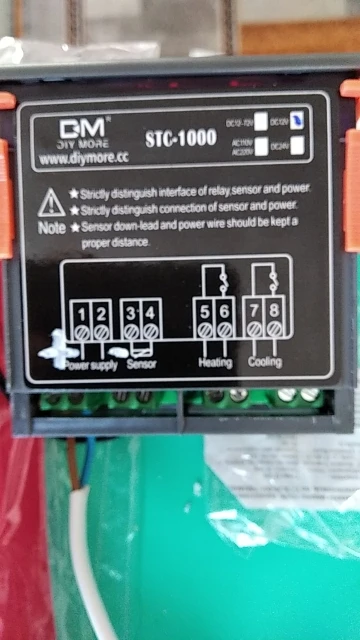 DM®
DIY MORE
www.diymore.cc
STC-1000
DC12-72V
DC12V
AC110V
AC220V
DC24V
★Strictly distinguish interface of relay,sensor and power.
★Strictly distinguish connection of sensor and power.
Note ★Sensor down-lead and power wire should be kept a
proper distance.
1 2 3 4 5 6 7 8
Power supply Sensor Heating Cooling